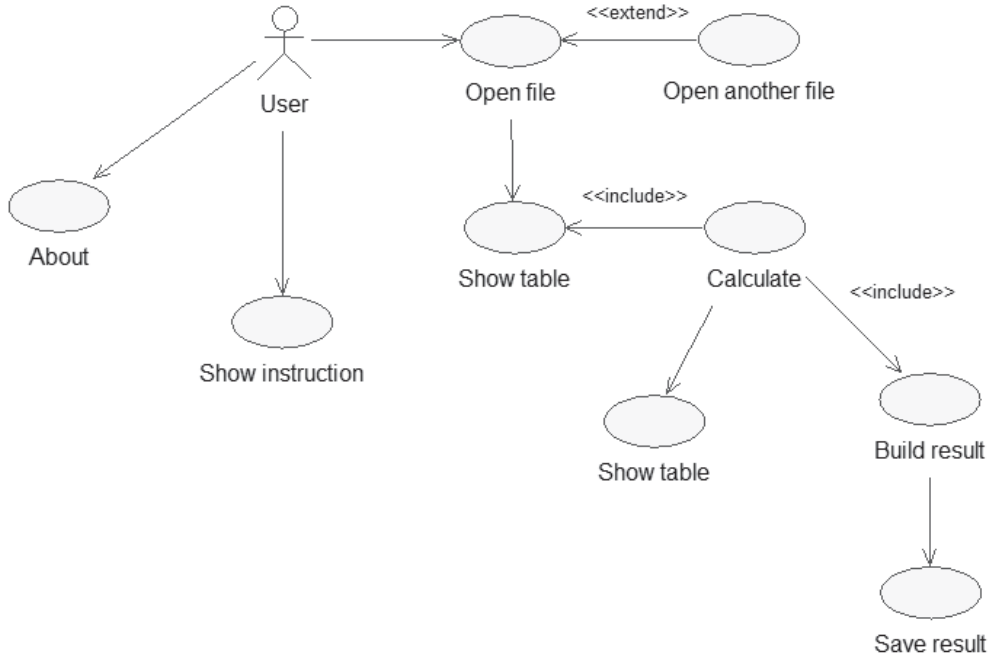 <<extend>>
User
Open file
Open another file
<<include>>
About
Show table
Calculate
<<include>>
Show instruction
Build result
Show table
Save result